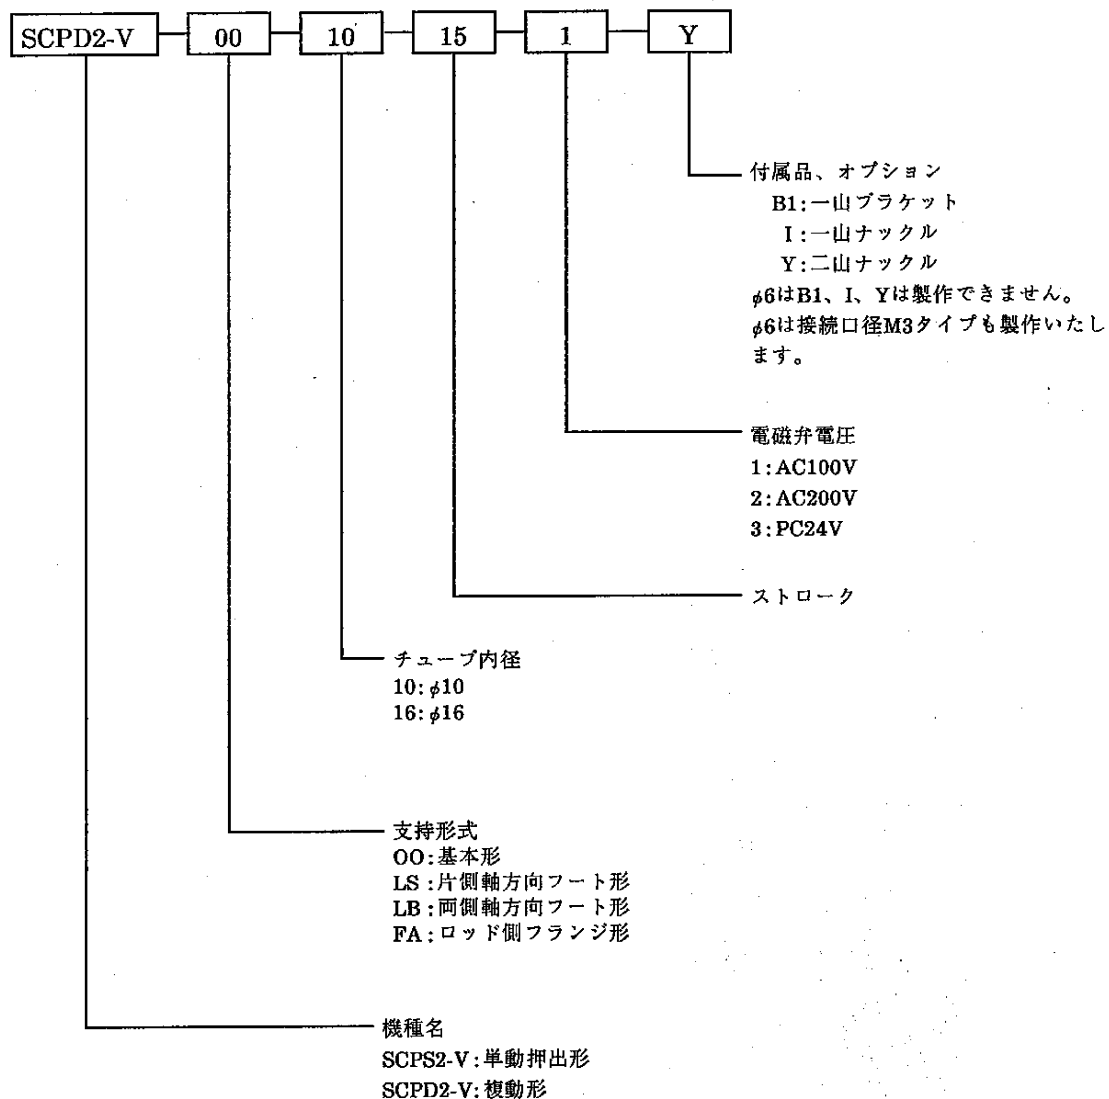 SCPD2-V 00 10 15 1 Y
付属品、オプション
B1:一山ブラケット
I:一山ナックル
Y:二山ナックル
φ6はB1、I、Yは製作できません。
φ6は接続口径M3タイプも製作いたし
ます。
電磁弁電圧
1:AC100V
2:AC200V
3:PC24V
ストローク
チューブ内径
10:φ10
16:φ16
支持形式
OO:基本形
LS:片側軸方向フート形
LB:両側軸方向フート形
FA:ロッド側フランジ形
機種名
SCPS2-V:単動押出形
SCPD2-V:複動形